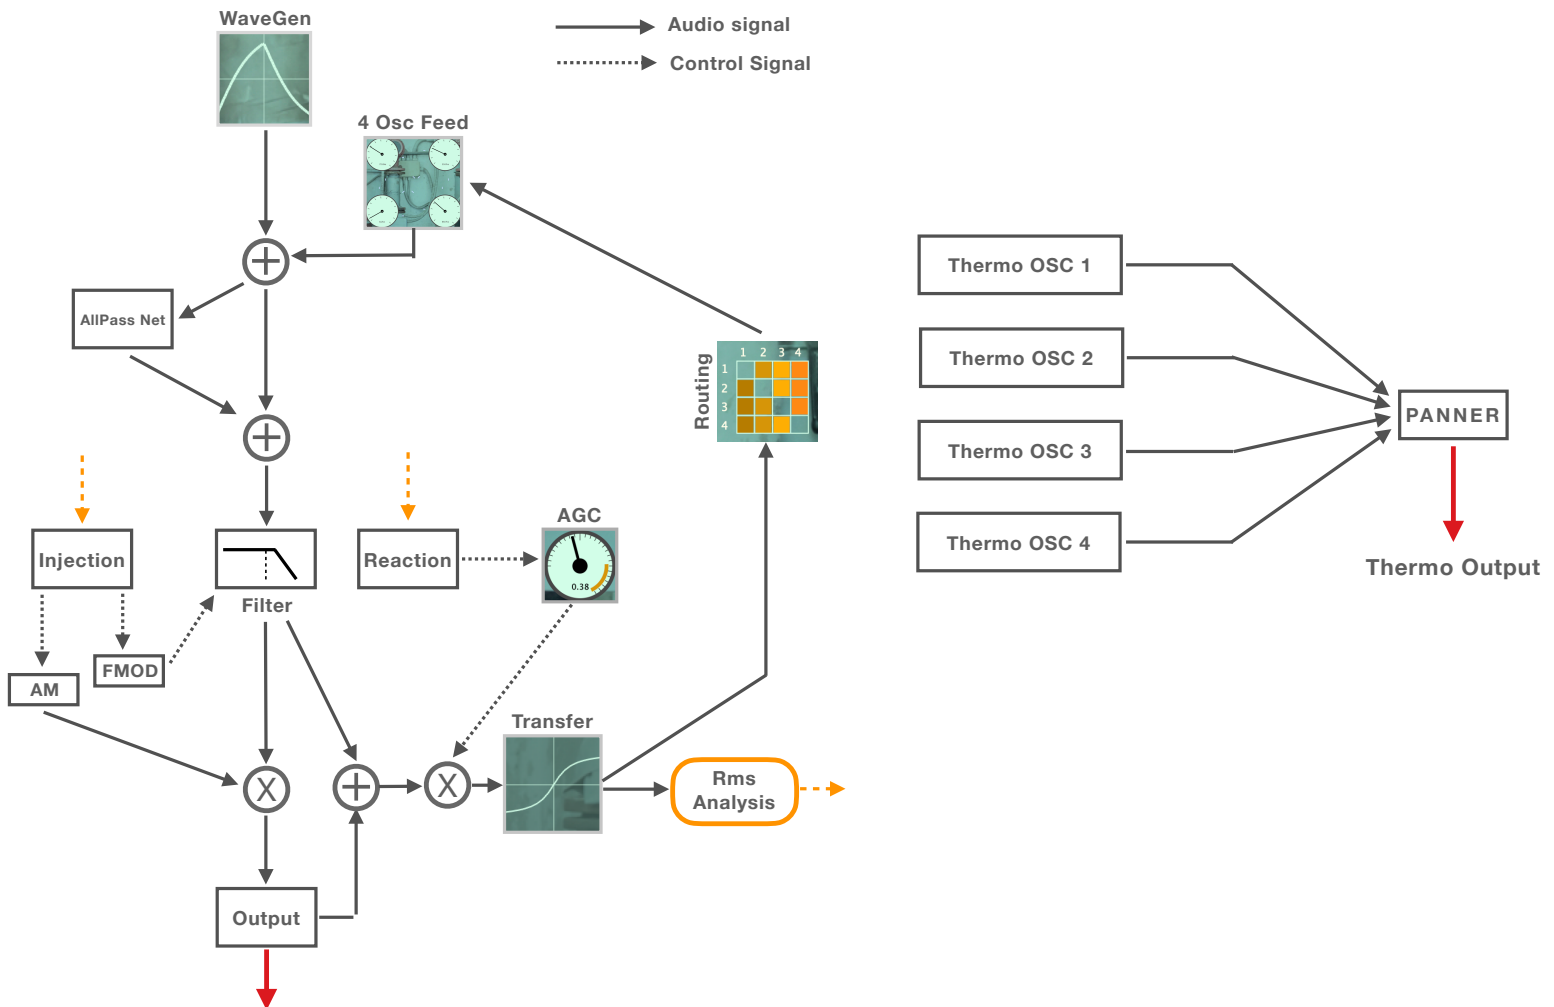 WaveGen
Audio signal
Control Signal
4 Osc Feed
AllPass Net
Routing
1 2 3 4
1
2
3
4
Thermo OSC 1
Thermo OSC 2
Thermo OSC 3
Thermo OSC 4
PANNER
Thermo Output
Injection
Filter
Reaction
AGC
0.38
AM
FMOD
Transfer
X
X
Rms
Analysis
Output